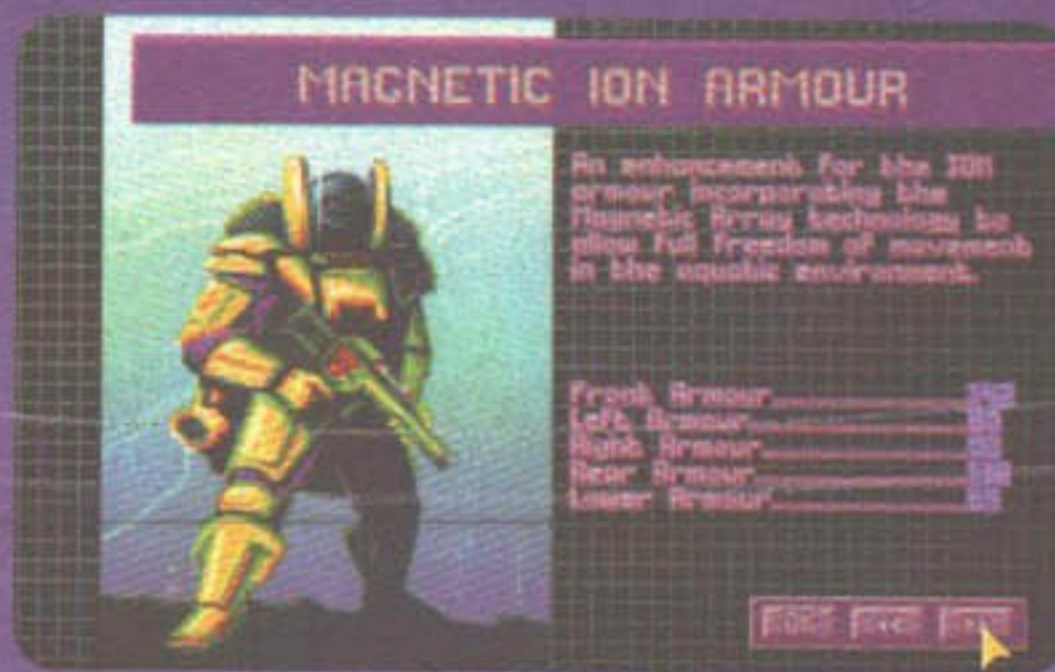 MAGNETIC ION ARMOUR
An enhancement for the ION
armour incorporating the
Magnetic Array technology to
allow full freedom of movement
in the aquatic environment.
Front Armour
Left Armour
Right Armour
Rear Armour
Lower Armour
OK